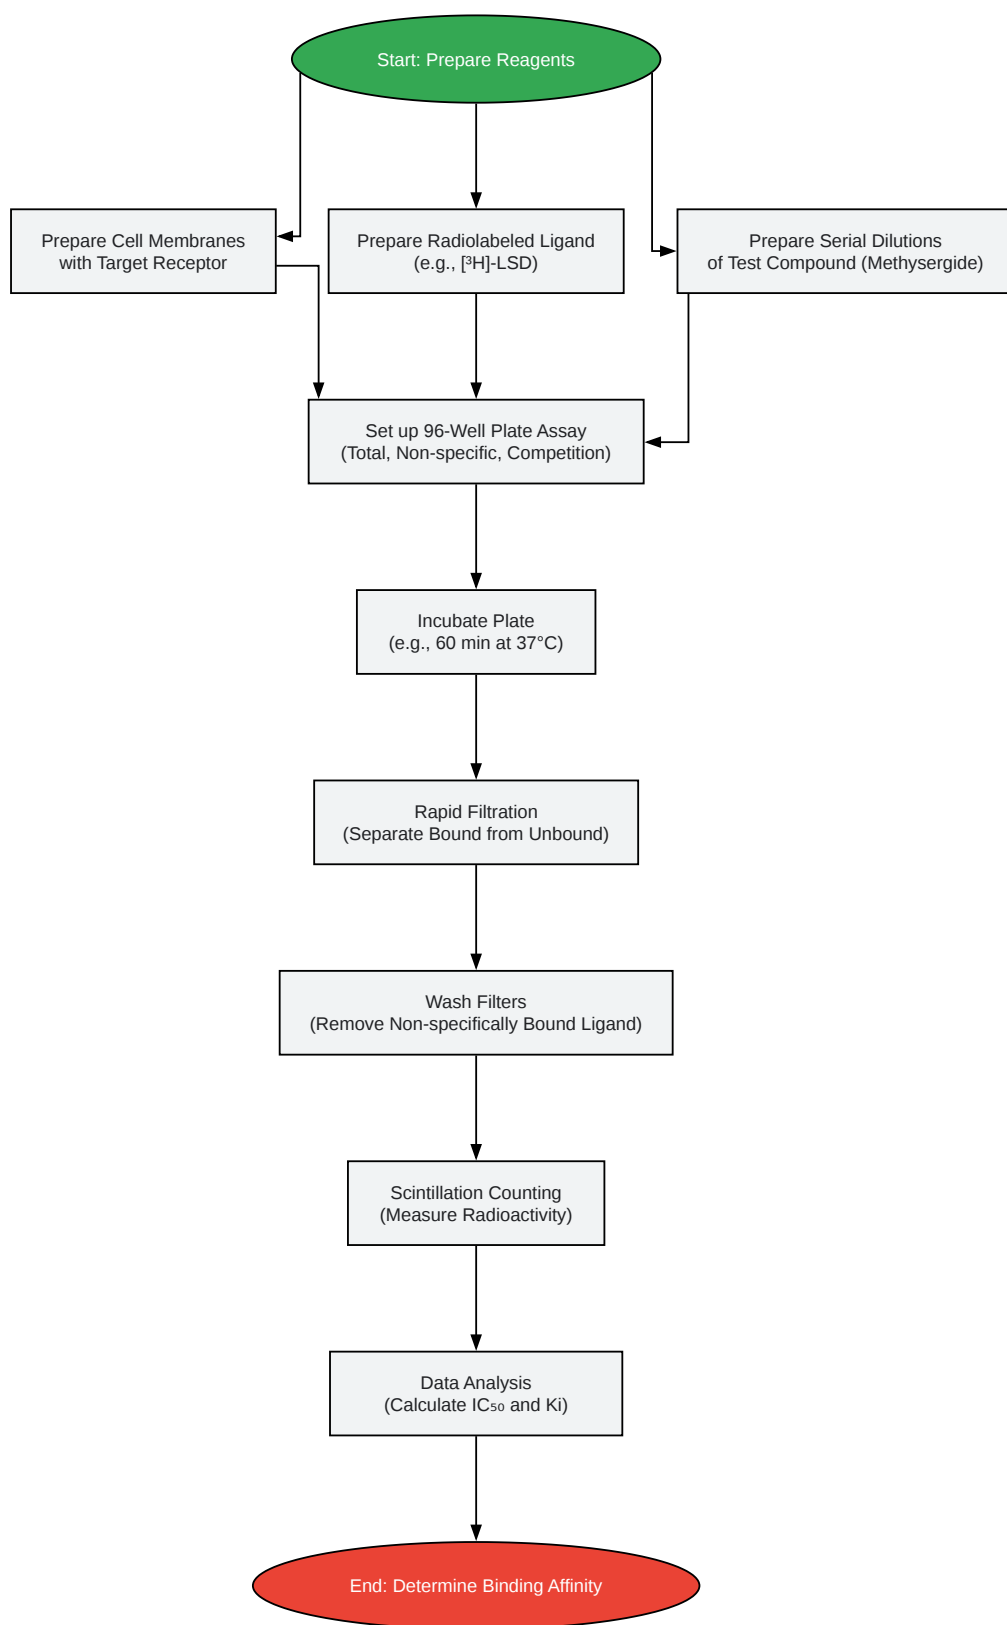 Start: Prepare Reagents
Prepare Cell Membranes
with Target Receptor
Prepare Radiolabeled Ligand
(e.g., [³H]-LSD)
Prepare Serial Dilutions
of Test Compound (Methysergide)
Set up 96-Well Plate Assay
(Total, Non-specific, Competition)
Incubate Plate
(e.g., 60 min at 37°C)
Rapid Filtration
(Separate Bound from Unbound)
Wash Filters
(Remove Non-specifically Bound Ligand)
Scintillation Counting
(Measure Radioactivity)
Data Analysis
(Calculate IC₅₀ and Ki)
End: Determine Binding Affinity